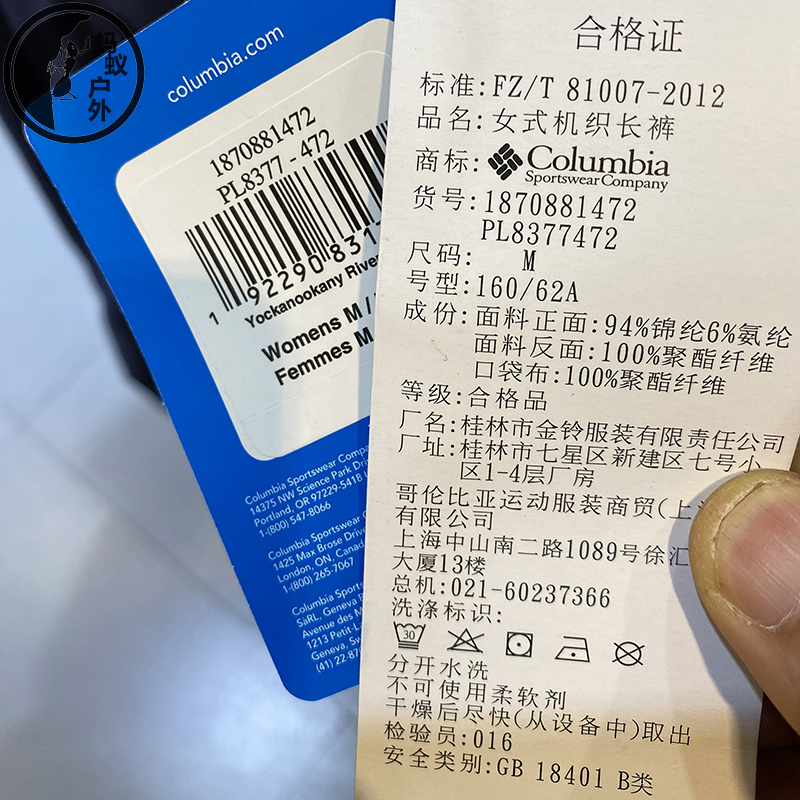 蚂蚁
户外
columbia.com
1870881472
PL8377 - 472
1 92290 831
Yockanookany River
Womens M /
Femmes M
Columbia Sportswear Company
14375 NW Science Park Drive
Portland, OR 97229-5418
1-(800) 547-8066
Columbia Sportswear
1425 Max Brose Drive
London, ON, Canada
1-(800) 265-7067
Columbia Sports
SàRL, Geneva
Avenue des
1213 Petit-L
Geneva, Sw
(41) 22-87
合格证
标准:FZ/T 81007-2012
品名:女式机织长裤
商标: Columbia
Sportswear Company
货号:1870881472
PL8377472
尺码: M
号型:160/62A
成份:面料正面:94%锦纶6%氨纶
面料反面:100%聚酯纤维
口袋布:100%聚酯纤维
等级:合格品
厂名:桂林市金铃服装有限责任公司
厂址:桂林市七星区新建区七号小
区1-4层厂房
哥伦比亚运动服装商贸(上
有限公司
上海中山南二路1089号徐汇
大厦13楼
总机:021-60237366
洗涤标识:
30
分开水洗
不可使用柔软剂
干燥后尽快(从设备中)取出
检验员:016
安全类别:GB 18401 B类